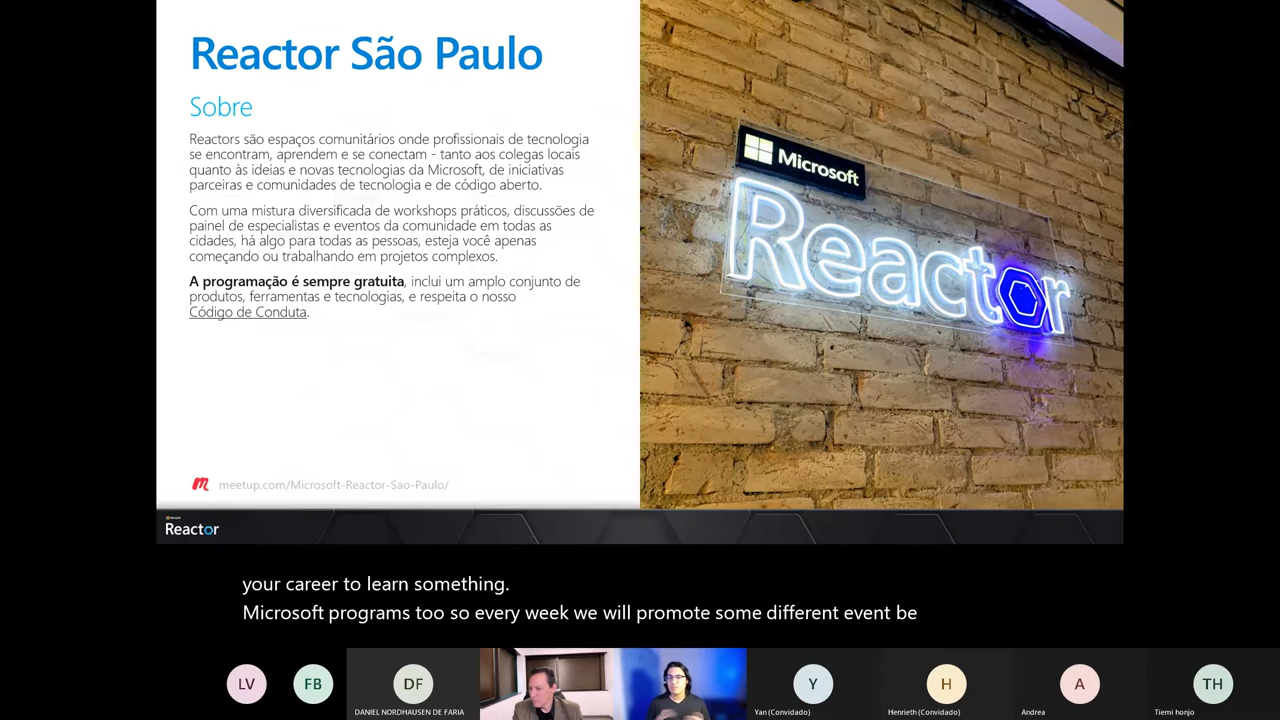 Reactor São Paulo
Sobre
Reactors são espaços comunitários onde profissionais de tecnologia
se encontram, aprendem e se conectam - tanto aos colegas locais
quanto às ideias e novas tecnologias da Microsoft, de iniciativas
parceiras e comunidades de tecnologia e de código aberto.
Com uma mistura diversificada de workshops práticos, discussões de
painel de especialistas e eventos da comunidade em todas as
cidades, há algo para todas as pessoas, esteja você apenas
começando ou trabalhando em projetos complexos.
A programação é sempre gratuita, inclui um amplo conjunto de
produtos, ferramentas e tecnologias, e respeita o nosso
Código de Conduta.
meetup.com/Microsoft-Reactor-Sao-Paulo/
Microsoft
Reactor
Microsoft
Reactor
your career to learn something.
Microsoft programs too so every week we will promote some different event be
LV
FB
DF
DANIEL NORDHAUSEN DE FARIA
Y
Yan (Convidado)
H
Henrieth (Convidado)
A
Andrea
TH
Tiemi honjo